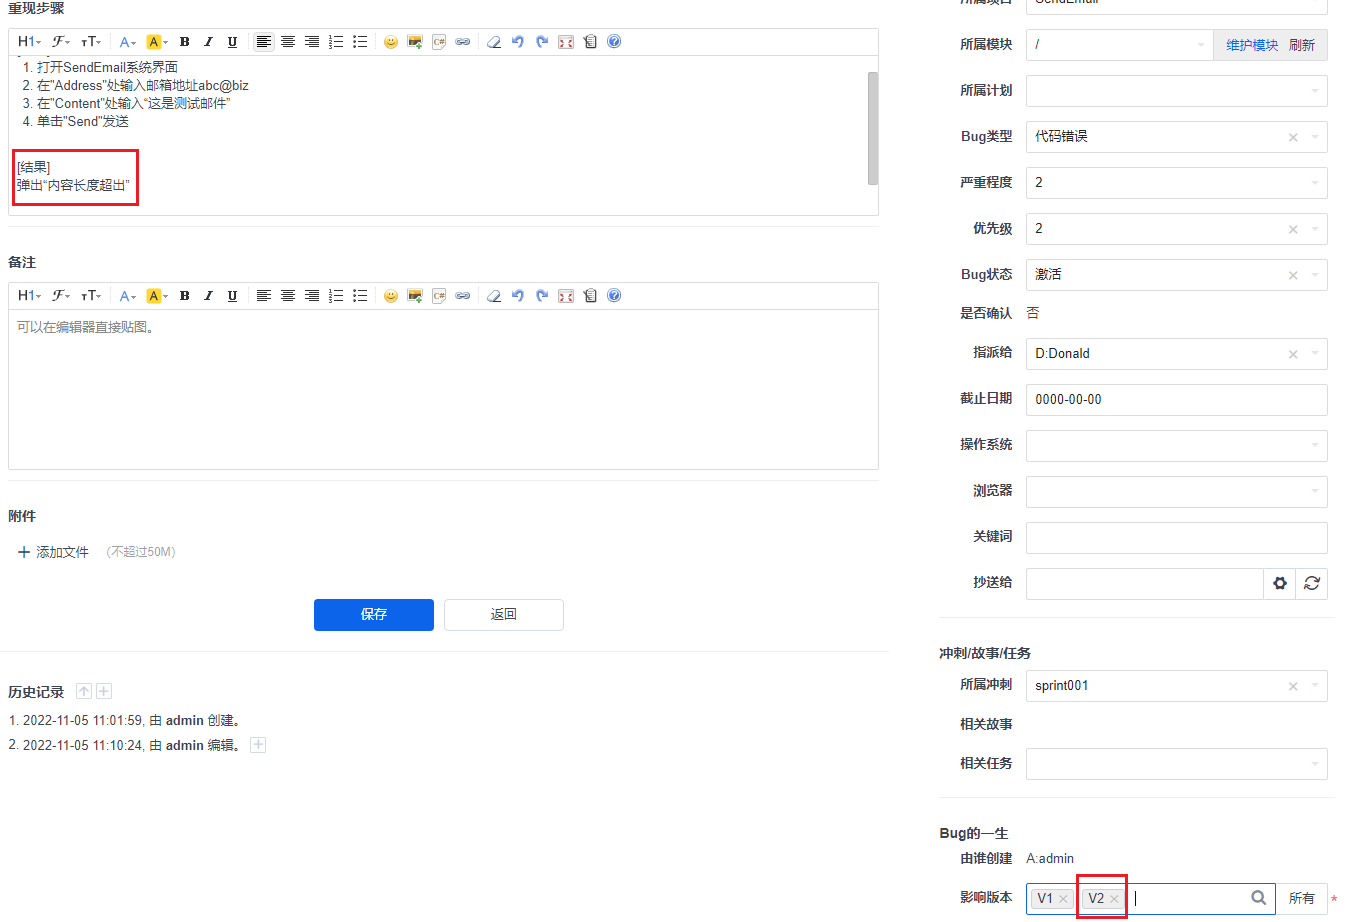 重现步骤
H1 ℱ тT A A B I U
1. 打开SendEmail系统界面
2. 在"Address"处输入邮箱地址abc@biz
3. 在"Content"处输入“这是测试邮件”
4. 单击"Send"发送
[结果]
弹出“内容长度超出”
备注
H1 ℱ тT A A B I U
可以在编辑器直接贴图。
附件
添加文件 （不超过50M）
保存 返回
历史记录
1. 2022-11-05 11:01:59, 由 admin 创建。
2. 2022-11-05 11:10:24, 由 admin 编辑。
所属项目 SendEmail
所属模块 / 维护模块 刷新
所属计划
Bug类型 代码错误
严重程度 2
优先级 2
Bug状态 激活
是否确认 否
指派给 D:Donald
截止日期 0000-00-00
操作系统
浏览器
关键词
抄送给
冲刺/故事/任务
所属冲刺 sprint001
相关故事
相关任务
Bug的一生
由谁创建 A:admin
影响版本 V1 V2 所有 *